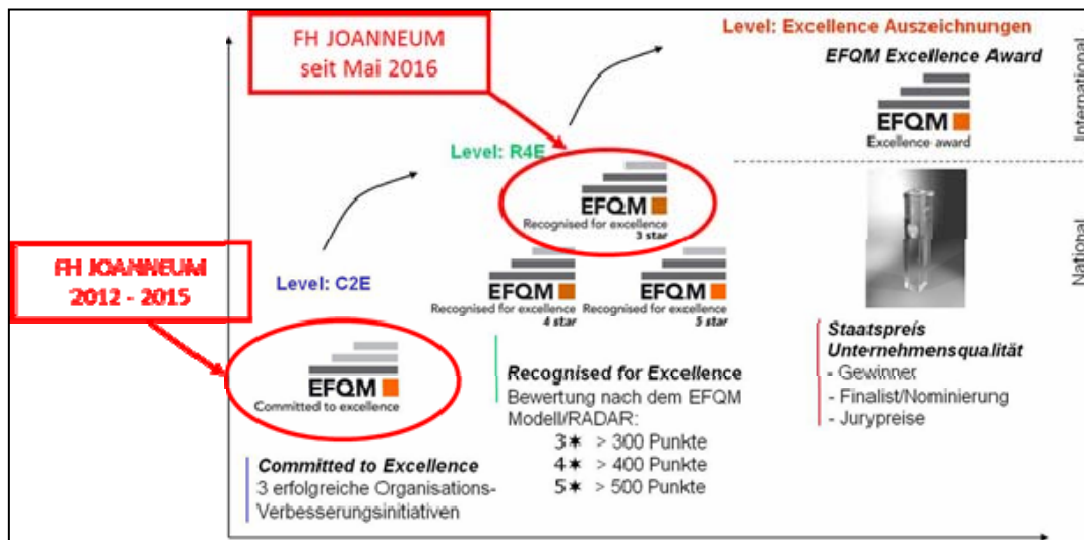 FH JOANNEUM
seit Mai 2016
Level: Excellence Auszeichnungen
EFQM Excellence Award
EFQM
Excellence award
International
Level: R4E
EFQM
Recognised for excellence
3 star
National
FH JOANNEUM
2012 - 2015
Level: C2E
EFQM
Recognised for excellence
4 star
EFQM
Recognised for excellence
5 star
EFQM
Committed to excellence
Staatspreis
Unternehmensqualität
- Gewinner
- Finalist/Nominierung
- Jurypreise
Recognised for Excellence
Bewertung nach dem EFQM
Modell/RADAR:
3✶ > 300 Punkte
4✶ > 400 Punkte
5✶ > 500 Punkte
Committed to Excellence
3 erfolgreiche Organisations-
Verbesserungsinitiativen